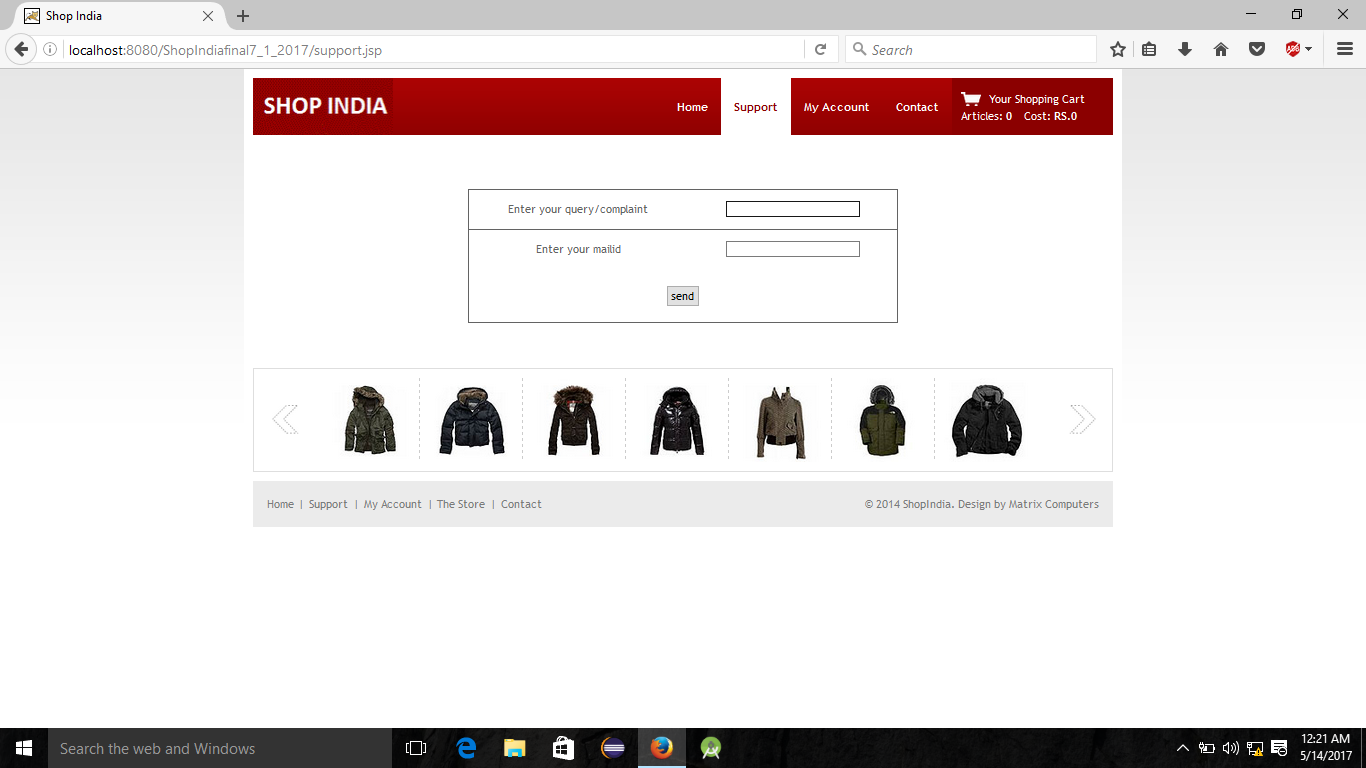 Shop India
localhost:8080/ShopIndiafinal7_1_2017/support.jsp
Search
SHOP INDIA
Home
Support
My Account
Contact
Your Shopping Cart
Articles: 0 Cost: RS.0
Enter your query/complaint
Enter your mailid
send
Home | Support | My Account | The Store | Contact
© 2014 ShopIndia. Design by Matrix Computers
Search the web and Windows
12:21 AM
5/14/2017